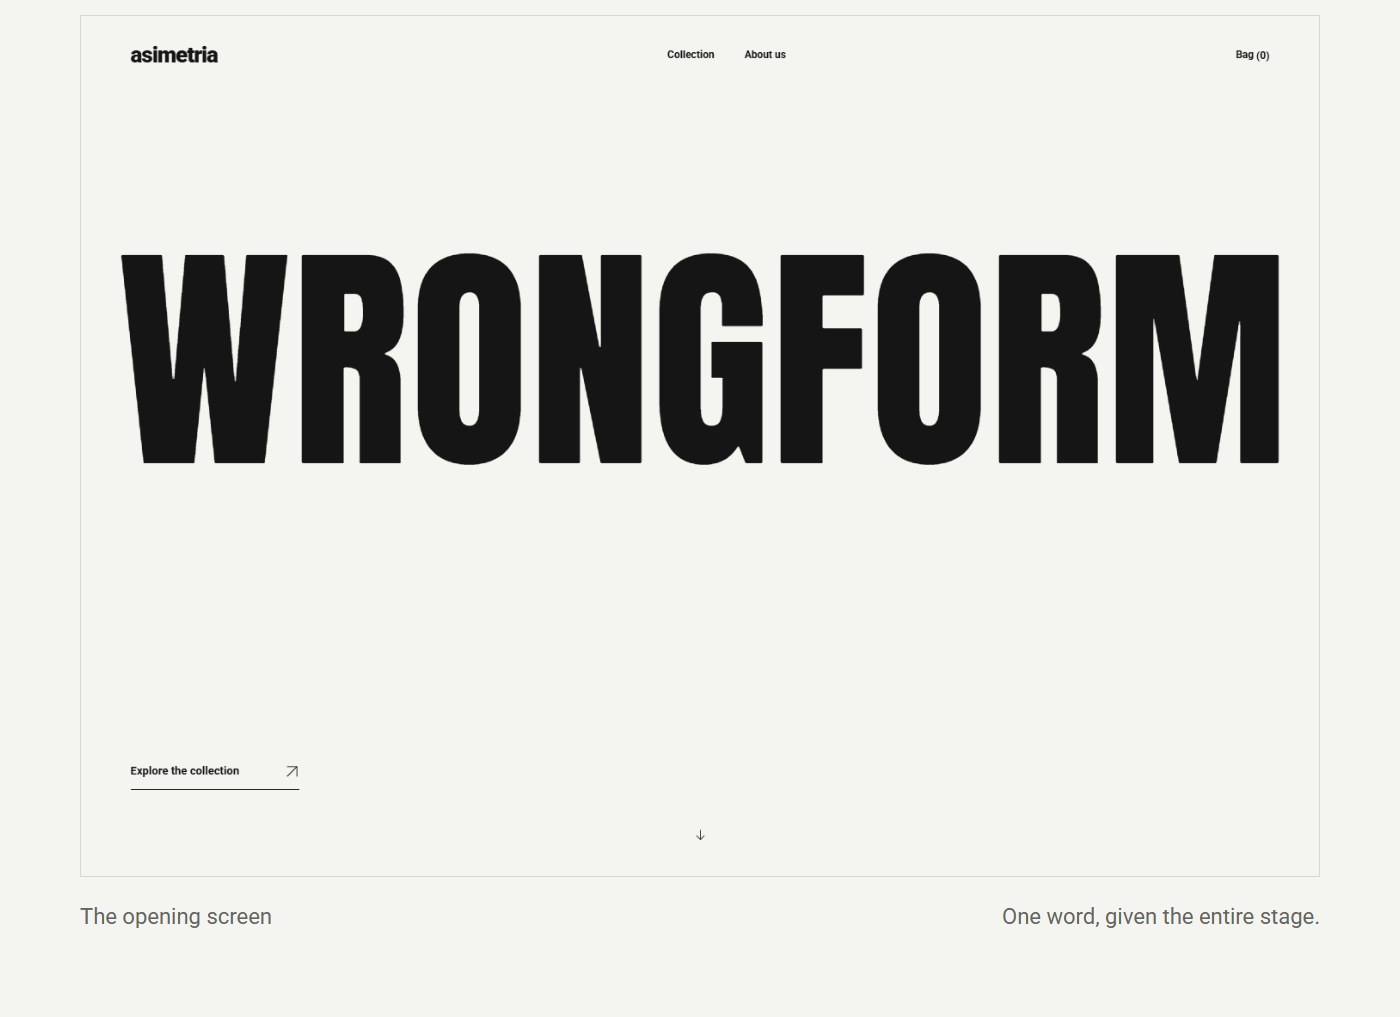 asimetria
Collection About us
Bag (0)
WRONGFORM
Explore the collection
The opening screen
One word, given the entire stage.